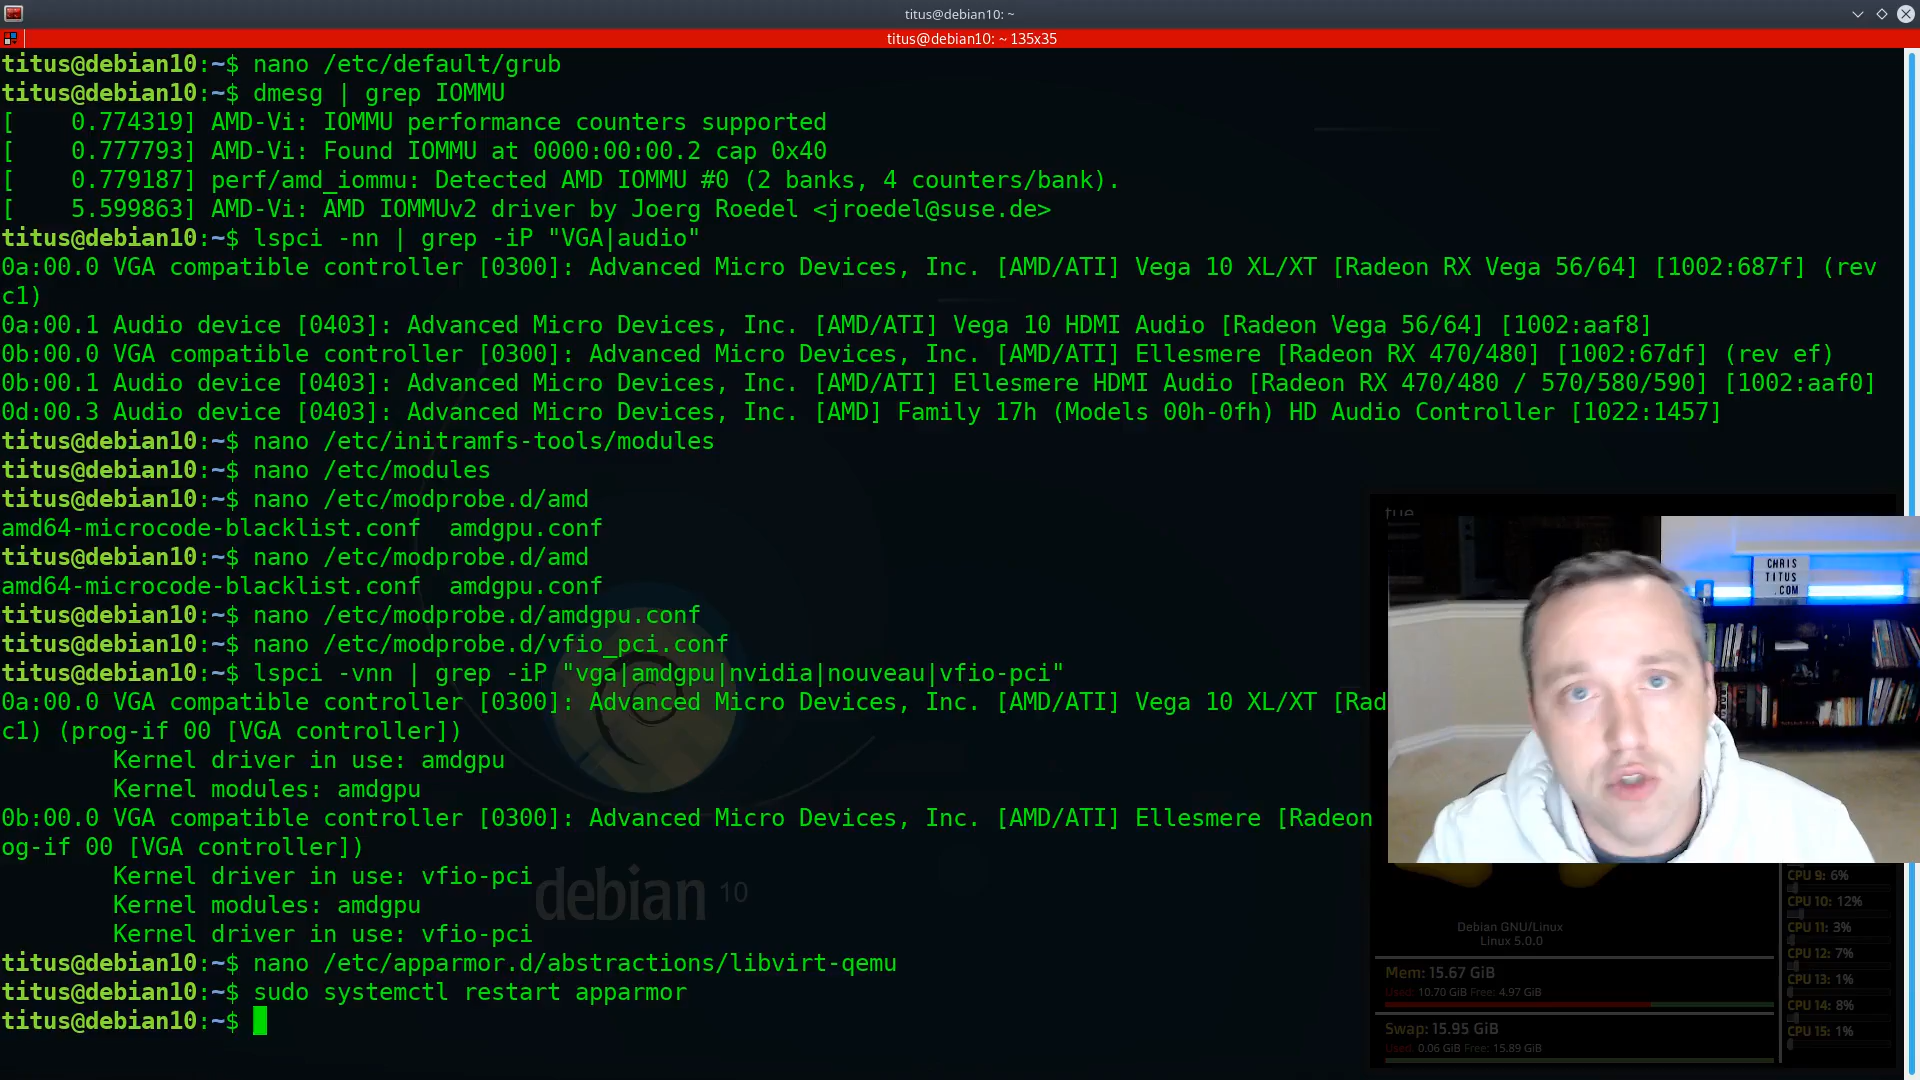 titus@debian10: ~
titus@debian10: ~ 135x35
titus@debian10:~$ nano /etc/default/grub
titus@debian10:~$ dmesg | grep IOMMU
[    0.774319] AMD-Vi: IOMMU performance counters supported
[    0.777793] AMD-Vi: Found IOMMU at 0000:00:00.2 cap 0x40
[    0.779187] perf/amd_iommu: Detected AMD IOMMU #0 (2 banks, 4 counters/bank).
[    5.599863] AMD-Vi: AMD IOMMUv2 driver by Joerg Roedel <jroedel@suse.de>
titus@debian10:~$ lspci -nn | grep -iP "VGA|audio"
0a:00.0 VGA compatible controller [0300]: Advanced Micro Devices, Inc. [AMD/ATI] Vega 10 XL/XT [Radeon RX Vega 56/64] [1002:687f] (rev
c1)
0a:00.1 Audio device [0403]: Advanced Micro Devices, Inc. [AMD/ATI] Vega 10 HDMI Audio [Radeon Vega 56/64] [1002:aaf8]
0b:00.0 VGA compatible controller [0300]: Advanced Micro Devices, Inc. [AMD/ATI] Ellesmere [Radeon RX 470/480] [1002:67df] (rev ef)
0b:00.1 Audio device [0403]: Advanced Micro Devices, Inc. [AMD/ATI] Ellesmere HDMI Audio [Radeon RX 470/480 / 570/580/590] [1002:aaf0]
0d:00.3 Audio device [0403]: Advanced Micro Devices, Inc. [AMD] Family 17h (Models 00h-0fh) HD Audio Controller [1022:1457]
titus@debian10:~$ nano /etc/initramfs-tools/modules
titus@debian10:~$ nano /etc/modules
titus@debian10:~$ nano /etc/modprobe.d/amd
amd64-microcode-blacklist.conf  amdgpu.conf
titus@debian10:~$ nano /etc/modprobe.d/amd
amd64-microcode-blacklist.conf  amdgpu.conf
titus@debian10:~$ nano /etc/modprobe.d/amdgpu.conf
titus@debian10:~$ nano /etc/modprobe.d/vfio_pci.conf
titus@debian10:~$ lspci -vnn | grep -iP "vga|amdgpu|nvidia|nouveau|vfio-pci"
0a:00.0 VGA compatible controller [0300]: Advanced Micro Devices, Inc. [AMD/ATI] Vega 10 XL/XT [Rad
c1) (prog-if 00 [VGA controller])
        Kernel driver in use: amdgpu
        Kernel modules: amdgpu
0b:00.0 VGA compatible controller [0300]: Advanced Micro Devices, Inc. [AMD/ATI] Ellesmere [Radeon
og-if 00 [VGA controller])
        Kernel driver in use: vfio-pci
        Kernel modules: amdgpu
        Kernel driver in use: vfio-pci
titus@debian10:~$ nano /etc/apparmor.d/abstractions/libvirt-qemu
titus@debian10:~$ sudo systemctl restart apparmor
titus@debian10:~$
debian 10
CHRIS
TITUS
.COM
Debian GNU/Linux
Linux 5.0.0
Mem: 15.67 GiB
Used: 10.70 GiB Free: 4.97 GiB
Swap: 15.95 GiB
Used: 0.06 GiB Free: 15.89 GiB
CPU 9: 6%
CPU 10: 12%
CPU 11: 3%
CPU 12: 7%
CPU 13: 1%
CPU 14: 8%
CPU 15: 1%